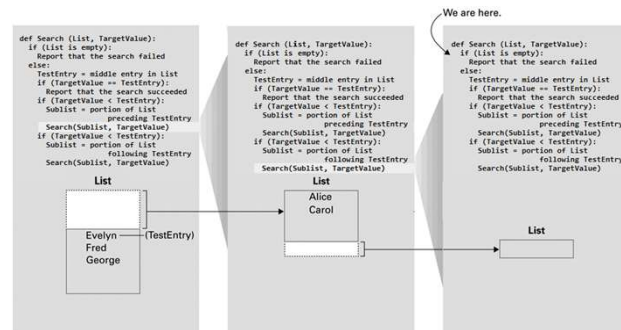 We are here.
def Search (List, TargetValue):
if (List is empty):
Report that the search failed
else:
TestEntry = middle entry in List
if (TargetValue == TestEntry):
Report that the search succeeded
if (TargetValue < TestEntry):
Sublist = portion of List
preceding TestEntry
Search(Sublist, TargetValue)
if (TargetValue < TestEntry):
Sublist = portion of List
following TestEntry
Search(Sublist, TargetValue)
List
Evelyn
(TestEntry)
Fred
George
def Search (List, TargetValue):
if (List is empty):
Report that the search failed
else:
TestEntry = middle entry in List
if (TargetValue == TestEntry):
Report that the search succeeded
if (TargetValue < TestEntry):
Sublist = portion of List
preceding TestEntry
Search(Sublist, TargetValue)
if (TargetValue < TestEntry):
Sublist = portion of List
following TestEntry
Search(Sublist, TargetValue)
List
Alice
Carol
def Search (List, TargetValue):
if (List is empty):
Report that the search failed
else:
TestEntry = middle entry in List
if (TargetValue == TestEntry):
Report that the search succeeded
if (TargetValue < TestEntry):
Sublist = portion of List
preceding TestEntry
Search(Sublist, TargetValue)
if (TargetValue < TestEntry):
Sublist = portion of List
following TestEntry
Search(Sublist, TargetValue)
List